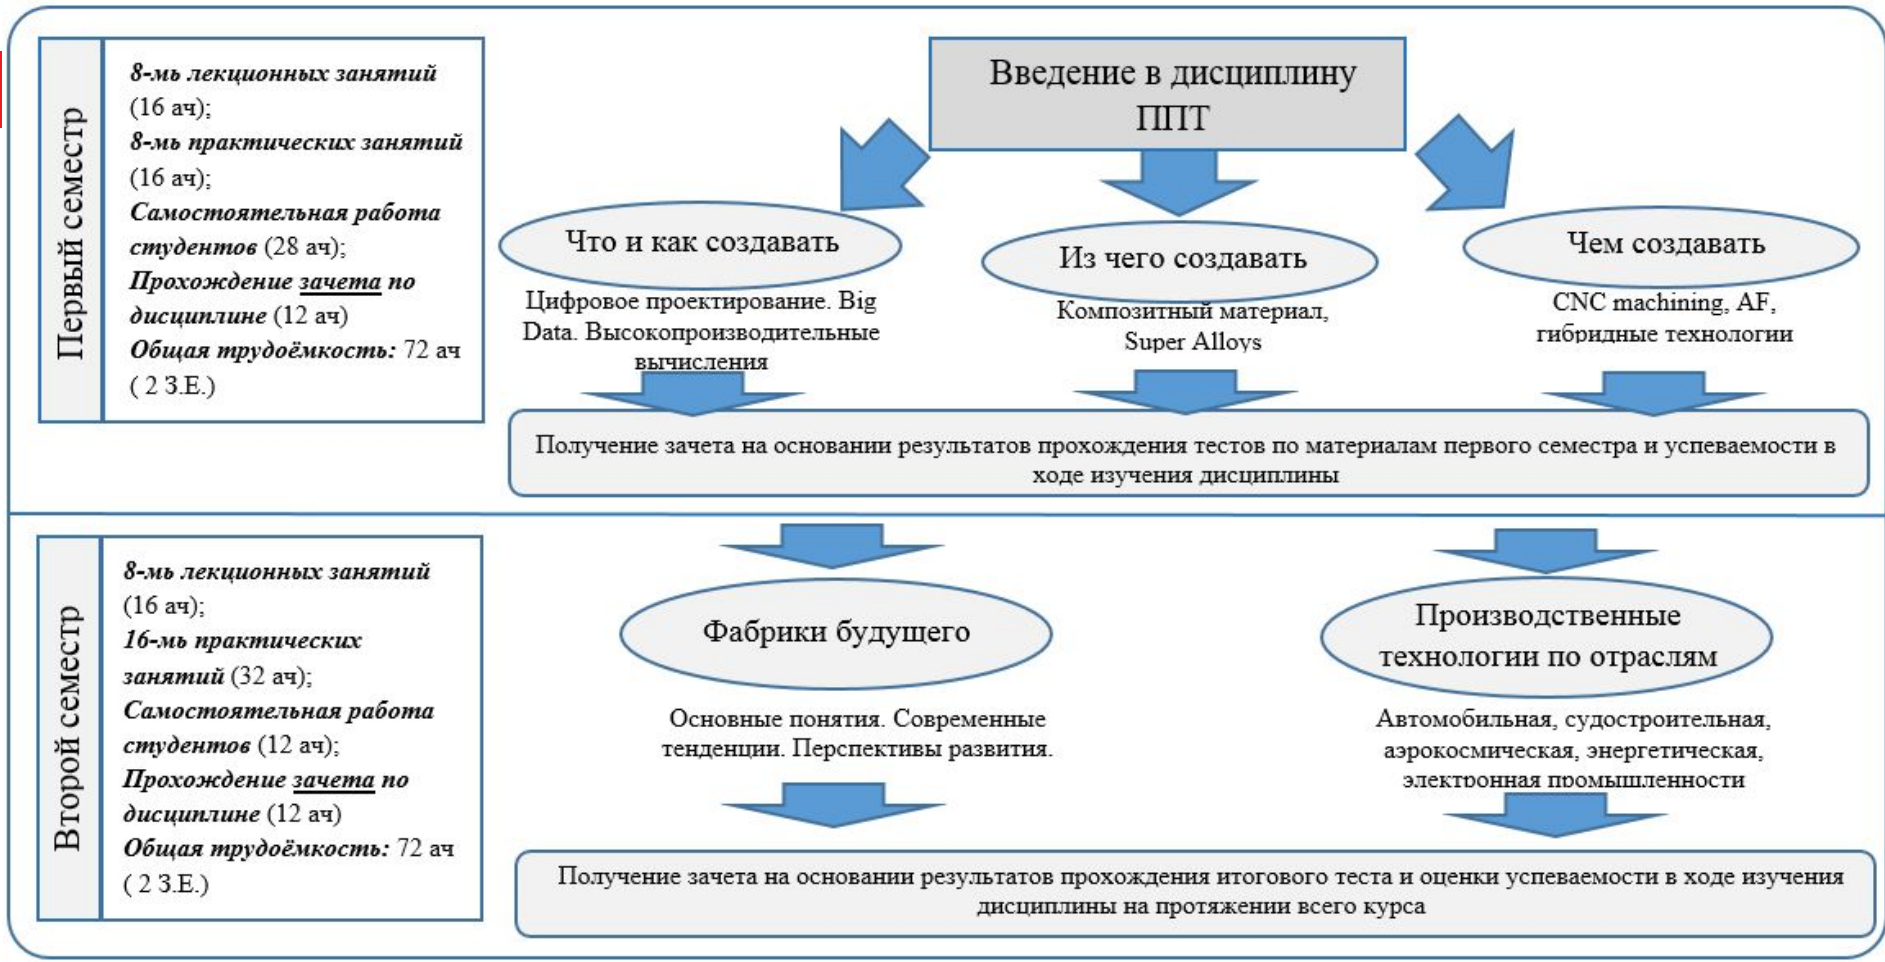 Первый семестр
8-мь лекционных занятий
(16 ач);
8-мь практических занятий
(16 ач);
Самостоятельная работа
студентов (28 ач);
Прохождение зачета по
дисциплине (12 ач)
Общая трудоёмкость: 72 ач
( 2 З.Е.)
Введение в дисциплину
ППТ
Что и как создавать
Цифровое проектирование. Big
Data. Высокопроизводительные
вычисления
Из чего создавать
Композитный материал,
Super Alloys
Чем создавать
CNC machining, AF,
гибридные технологии
Получение зачета на основании результатов прохождения тестов по материалам первого семестра и успеваемости в
ходе изучения дисциплины
Второй семестр
8-мь лекционных занятий
(16 ач);
16-мь практических
занятий (32 ач);
Самостоятельная работа
студентов (12 ач);
Прохождение зачета по
дисциплине (12 ач)
Общая трудоёмкость: 72 ач
( 2 З.Е.)
Фабрики будущего
Основные понятия. Современные
тенденции. Перспективы развития.
Производственные
технологии по отраслям
Автомобильная, судостроительная,
аэрокосмическая, энергетическая,
электронная промышленности
Получение зачета на основании результатов прохождения итогового теста и оценки успеваемости в ходе изучения
дисциплины на протяжении всего курса